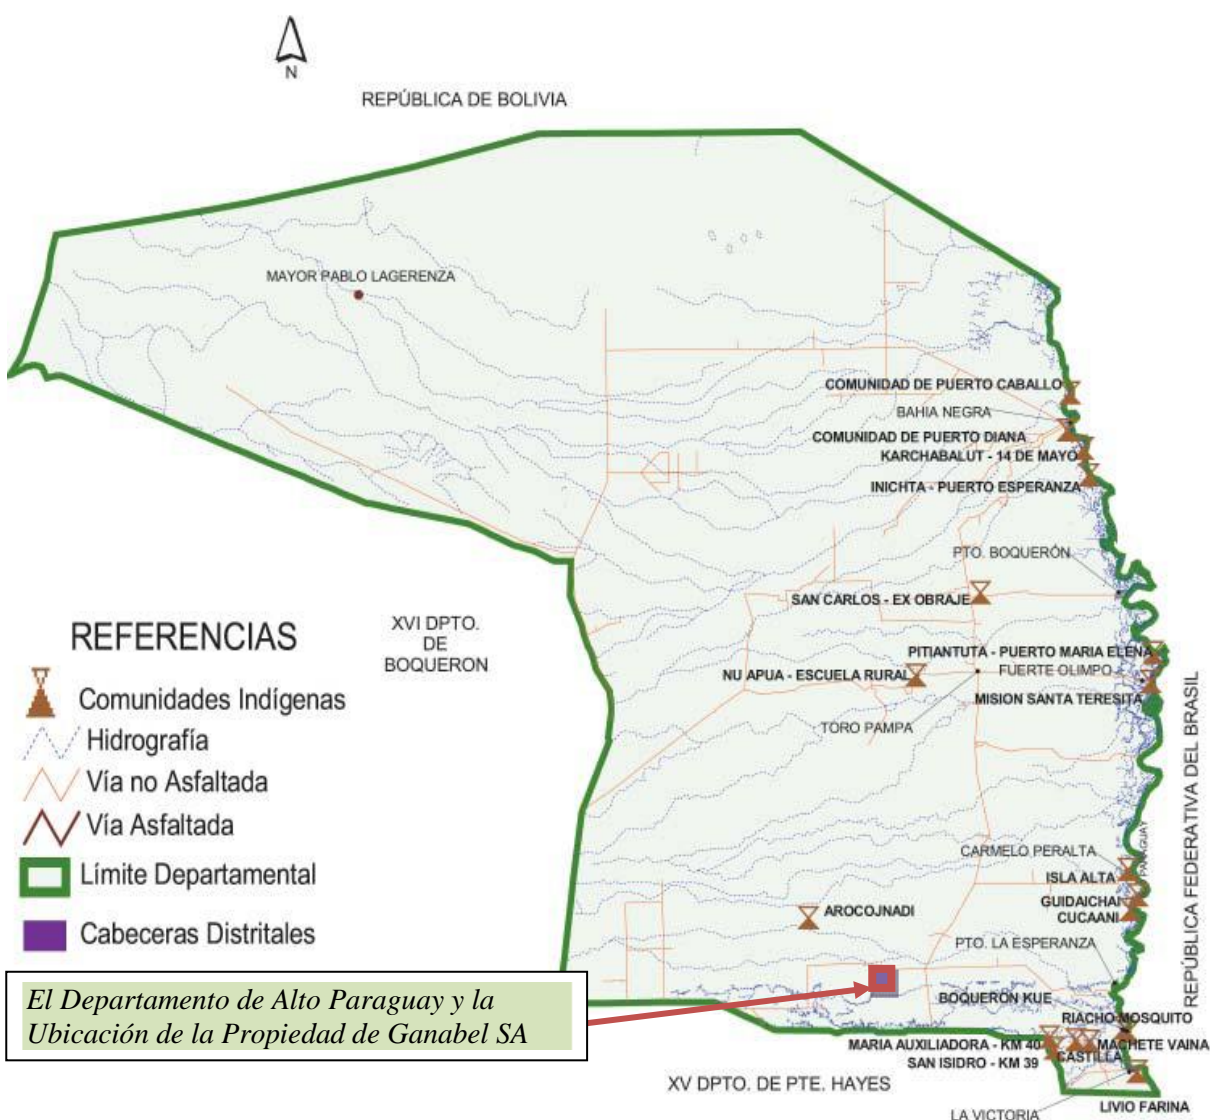 N
REPÚBLICA DE BOLIVIA
MAYOR PABLO LAGERENZA
COMUNIDAD DE PUERTO CABALLO
BAHIA NEGRA
COMUNIDAD DE PUERTO DIANA
KARCHABALUT - 14 DE MAYO
INICHTA - PUERTO ESPERANZA
PTO. BOQUERÓN
SAN CARLOS - EX OBRAJE
XVI DPTO.
DE
BOQUERON
PITIANTUTA - PUERTO MARIA ELENA
FUERTE OLIMPO
NU APUA - ESCUELA RURAL
MISION SANTA TERESITA
TORO PAMPA
REPÚBLICA FEDERATIVA DEL BRASIL
PARAGUAY
CARMELO PERALTA
ISLA ALTA
GUIDAICHAI
CUCAANI
AROCOJNADI
PTO. LA ESPERANZA
BOQUERON KUE
RIACHO MOSQUITO
MARIA AUXILIADORA - KM 40
MACHETE VAINA
CASTILLA
SAN ISIDRO - KM 39
XV DPTO. DE PTE. HAYES
LIVIO FARINA
LA VICTORIA
REFERENCIAS
Comunidades Indígenas
Hidrografía
Vía no Asfaltada
Vía Asfaltada
Límite Departamental
Cabeceras Distritales
El Departamento de Alto Paraguay y la
Ubicación de la Propiedad de Ganabel SA